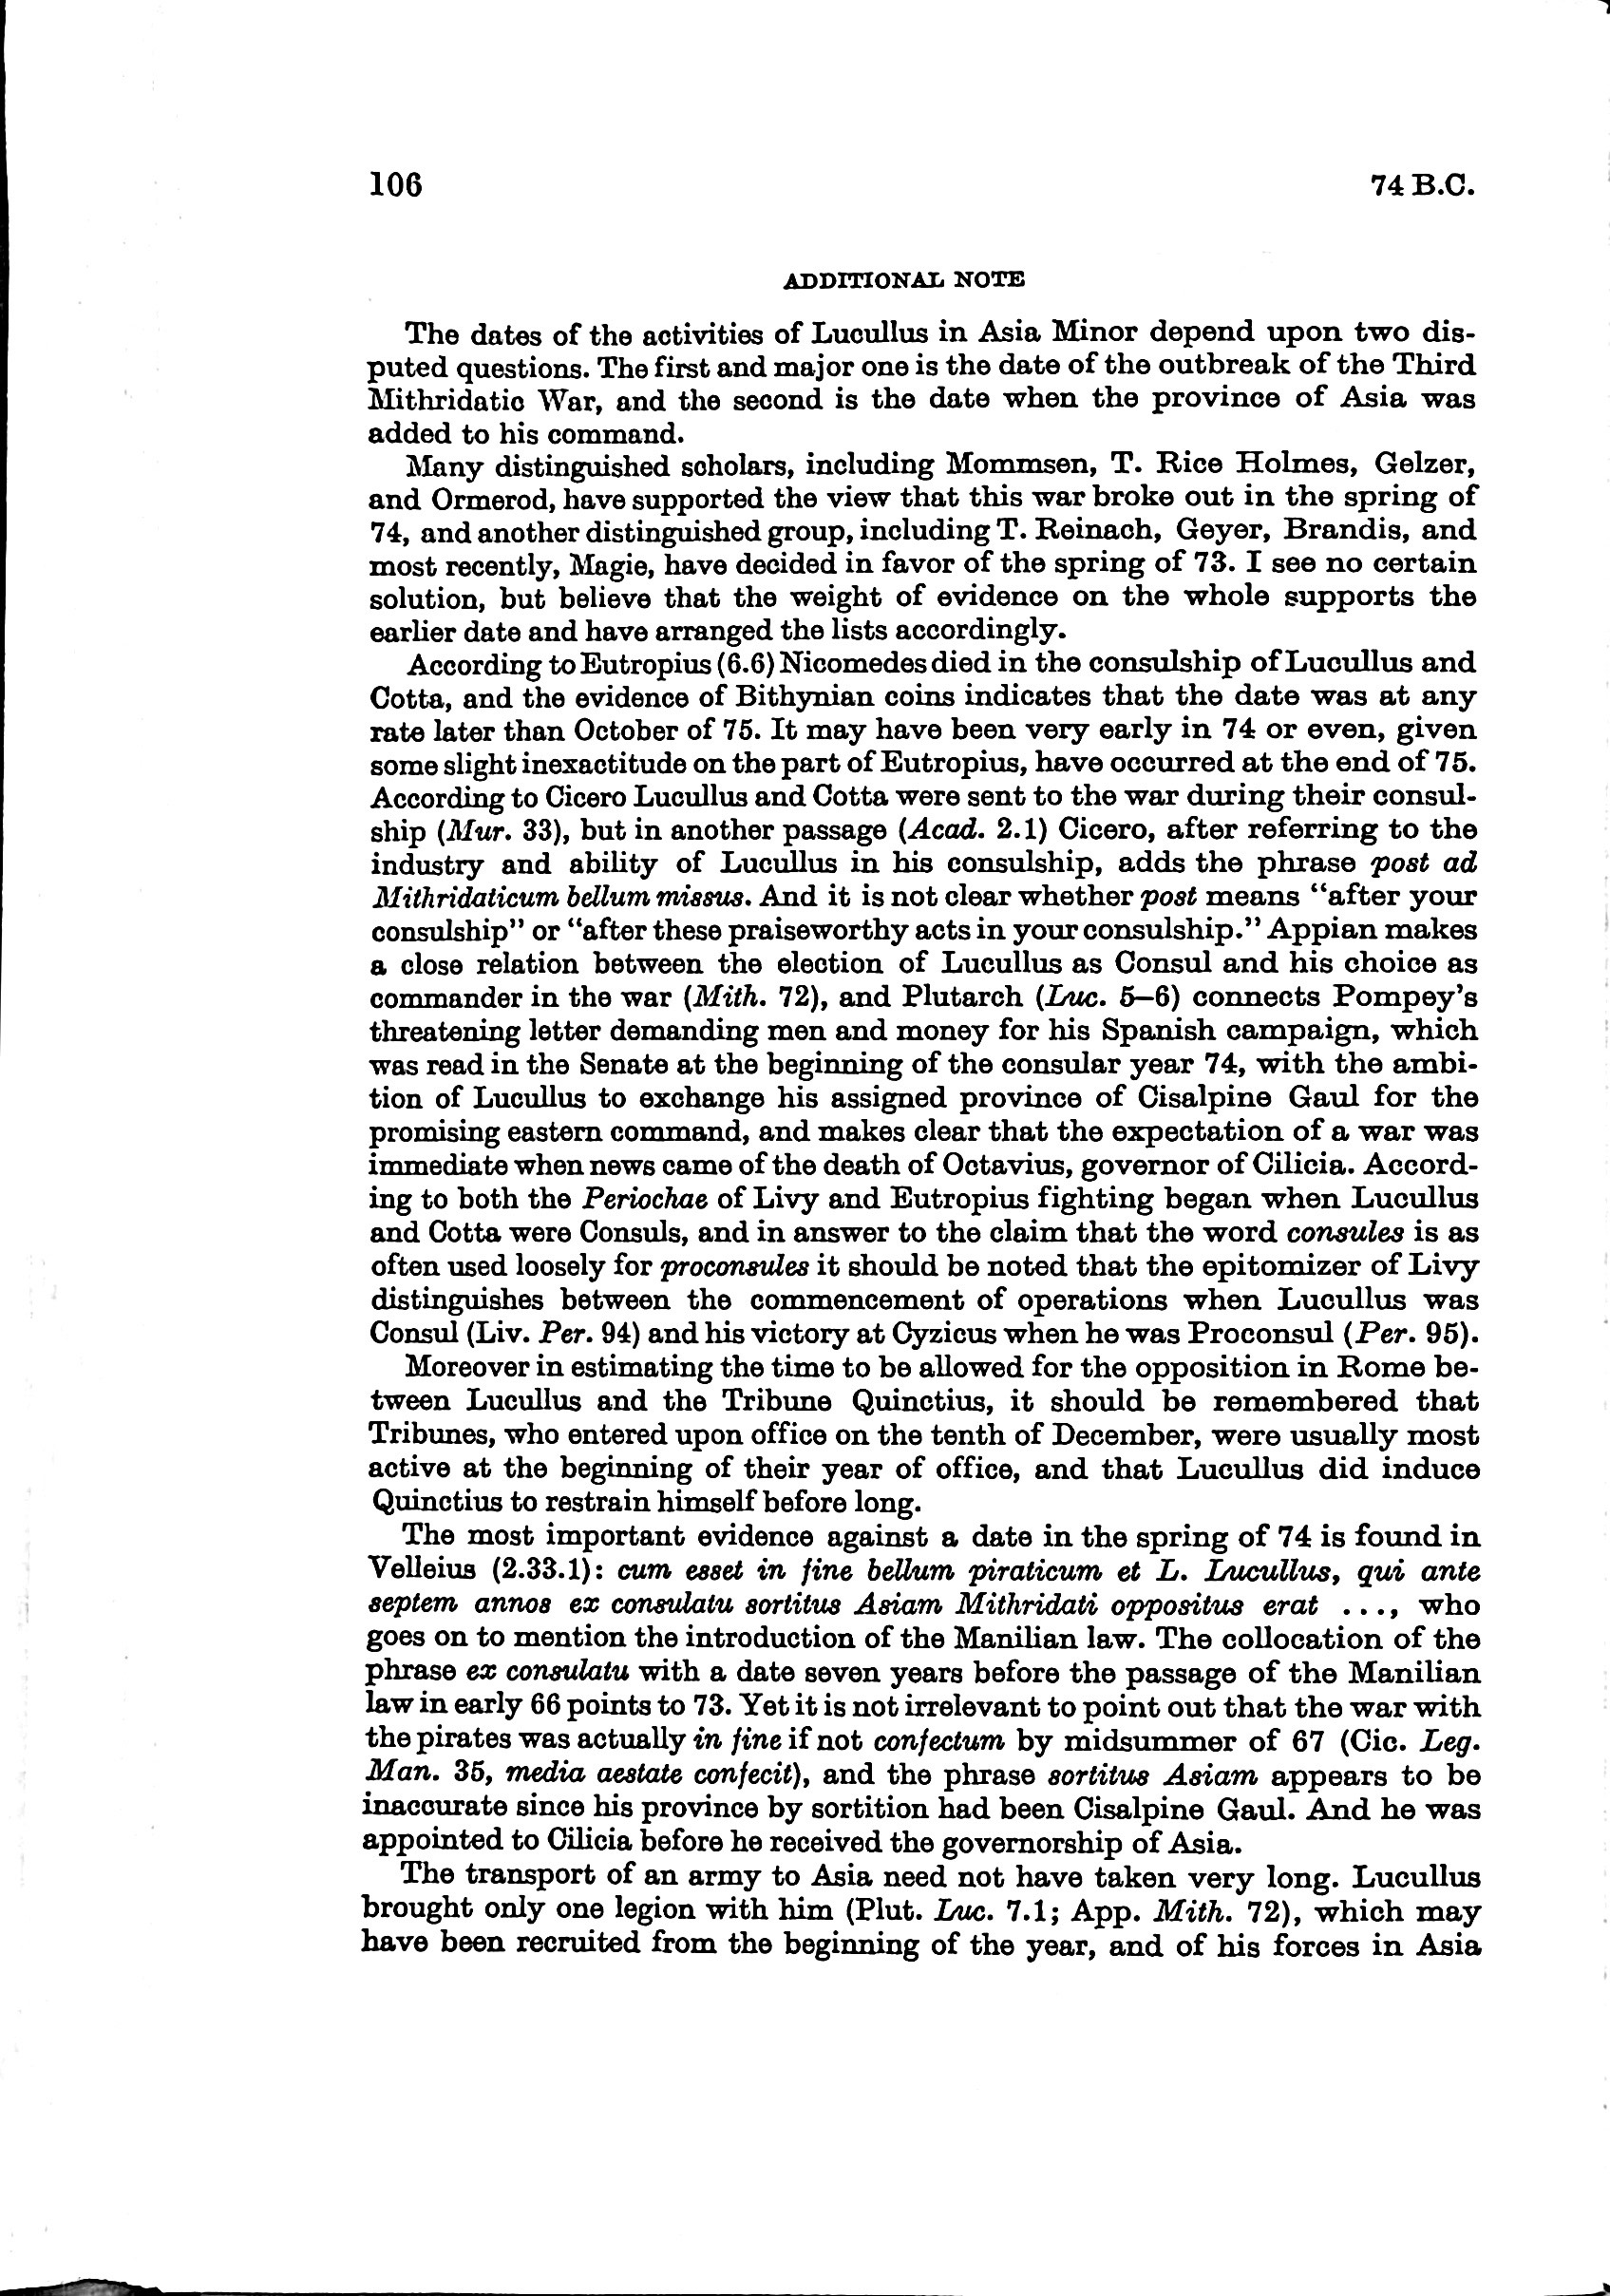 106 74 B.C.
ADDITIONAL NOTE
The dates of the activities of Lucullus in Asia Minor depend upon two dis-
puted questions. The first and major one is the date of the outbreak of the Third
Mithridatic War, and the second is the date when the province of Asia was
added to his command.
Many distinguished scholars, including Mommsen, T. Rice Holmes, Gelzer,
and Ormerod, have supported the view that this war broke out in the spring of
74, and another distinguished group, including T. Reinach, Geyer, Brandis, and
most recently, Magie, have decided in favor of the spring of 73. I see no certain
solution, but believe that the weight of evidence on the whole supports the
earlier date and have arranged the lists accordingly.
According to Eutropius (6.6) Nicomedes died in the consulship of Lucullus and
Cotta, and the evidence of Bithynian coins indicates that the date was at any
rate later than October of 75. It may have been very early in 74 or even, given
some slight inexactitude on the part of Eutropius, have occurred at the end of 75.
According to Cicero Lucullus and Cotta were sent to the war during their consul-
ship (Mur. 33), but in another passage (Acad. 2.1) Cicero, after referring to the
industry and ability of Lucullus in his consulship, adds the phrase post ad
Mithridaticum bellum missus. And it is not clear whether post means “after your
consulship” or “after these praiseworthy acts in your consulship.” Appian makes
a close relation between the election of Lucullus as Consul and his choice as
commander in the war (Mith. 72), and Plutarch (Luc. 5–6) connects Pompey’s
threatening letter demanding men and money for his Spanish campaign, which
was read in the Senate at the beginning of the consular year 74, with the ambi-
tion of Lucullus to exchange his assigned province of Cisalpine Gaul for the
promising eastern command, and makes clear that the expectation of a war was
immediate when news came of the death of Octavius, governor of Cilicia. Accord-
ing to both the Periochae of Livy and Eutropius fighting began when Lucullus
and Cotta were Consuls, and in answer to the claim that the word consules is as
often used loosely for proconsules it should be noted that the epitomizer of Livy
distinguishes between the commencement of operations when Lucullus was
Consul (Liv. Per. 94) and his victory at Cyzicus when he was Proconsul (Per. 95).
Moreover in estimating the time to be allowed for the opposition in Rome be-
tween Lucullus and the Tribune Quinctius, it should be remembered that
Tribunes, who entered upon office on the tenth of December, were usually most
active at the beginning of their year of office, and that Lucullus did induce
Quinctius to restrain himself before long.
The most important evidence against a date in the spring of 74 is found in
Velleius (2.33.1): cum esset in fine bellum piraticum et L. Lucullus, qui ante
septem annos ex consulatu sortitus Asiam Mithridati oppositus erat ..., who
goes on to mention the introduction of the Manilian law. The collocation of the
phrase ex consulatu with a date seven years before the passage of the Manilian
law in early 66 points to 73. Yet it is not irrelevant to point out that the war with
the pirates was actually in fine if not confectum by midsummer of 67 (Cic. Leg.
Man. 35, media aestate confecit), and the phrase sortitus Asiam appears to be
inaccurate since his province by sortition had been Cisalpine Gaul. And he was
appointed to Cilicia before he received the governorship of Asia.
The transport of an army to Asia need not have taken very long. Lucullus
brought only one legion with him (Plut. Luc. 7.1; App. Mith. 72), which may
have been recruited from the beginning of the year, and of his forces in Asia